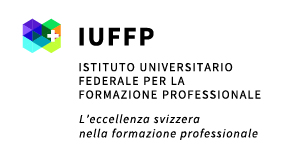 IUFFP
ISTITUTO UNIVERSITARIO
FEDERALE PER LA
FORMAZIONE PROFESSIONALE
L'eccellenza svizzera
nella formazione professionale